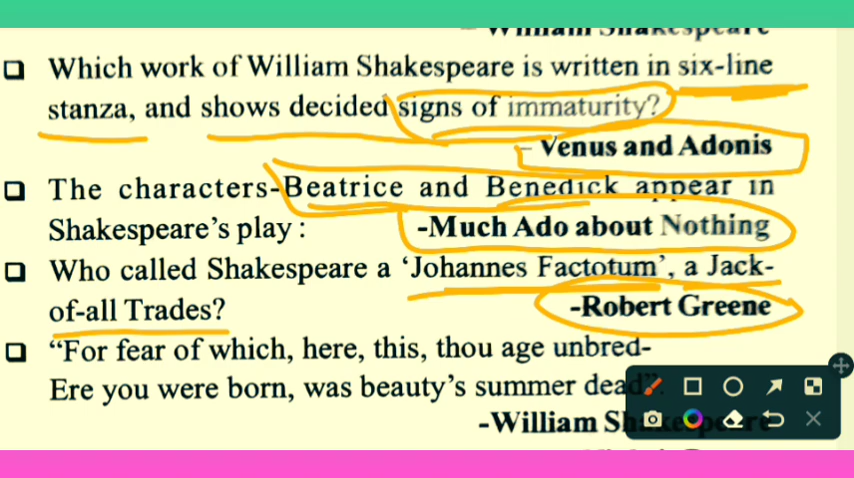 – William Shakespeare
❑ Which work of William Shakespeare is written in six-line
stanza, and shows decided signs of immaturity?
– Venus and Adonis
❑ The characters-Beatrice and Benedick appear in
Shakespeare’s play :
-Much Ado about Nothing
❑ Who called Shakespeare a ‘Johannes Factotum’, a Jack-
of-all Trades?
-Robert Greene
❑ “For fear of which, here, this, thou age unbred-
Ere you were born, was beauty’s summer dead”.
-William Shakespeare